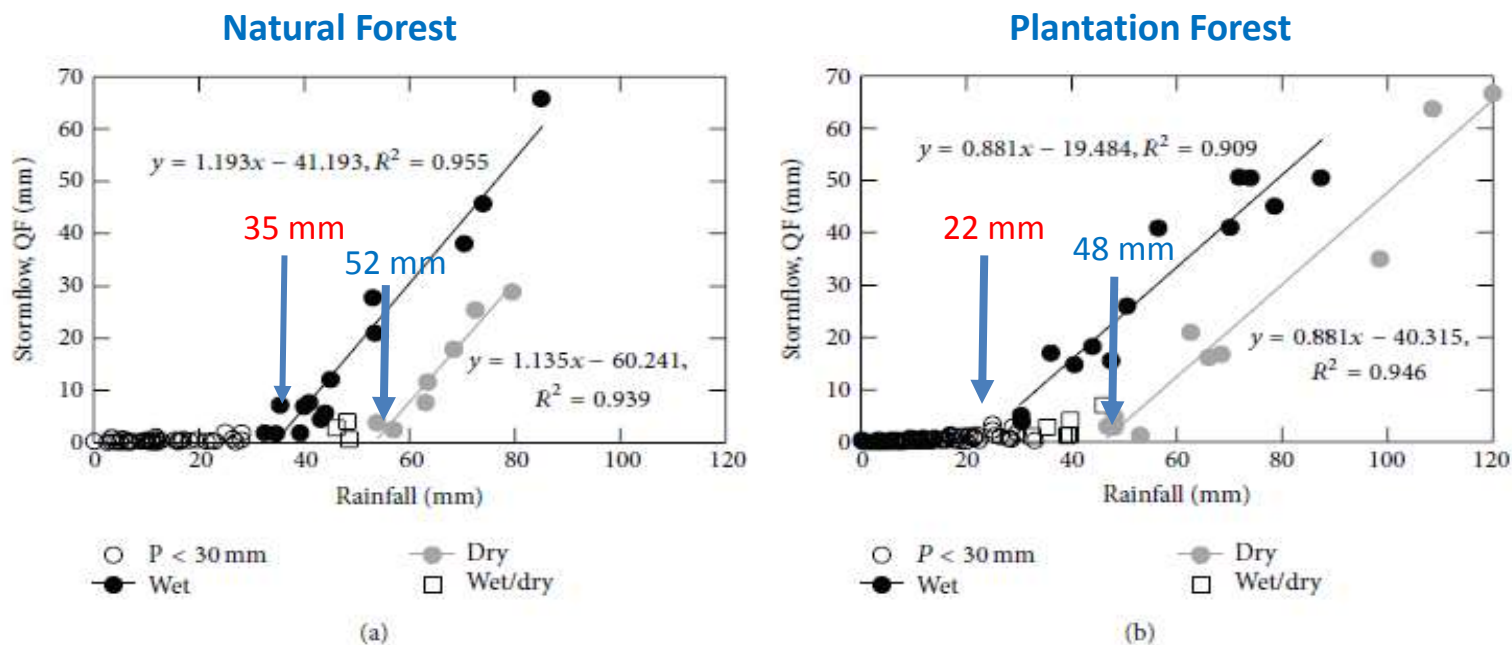 Natural Forest
70
60
50
40
30
20
10
0
Stormflow, QF (mm)
y = 1.193x − 41.193, R² = 0.955
35 mm
52 mm
y = 1.135x − 60.241,
R² = 0.939
0 20 40 60 80 100 120
Rainfall (mm)
P < 30 mm
Wet
Dry
Wet/dry
(a)
Plantation Forest
70
60
50
40
30
20
10
0
Stormflow, QF (mm)
y = 0.881x − 19.484, R² = 0.909
22 mm
48 mm
y = 0.881x − 40.315,
R² = 0.946
0 20 40 60 80 100 120
Rainfall (mm)
P < 30 mm
Wet
Dry
Wet/dry
(b)